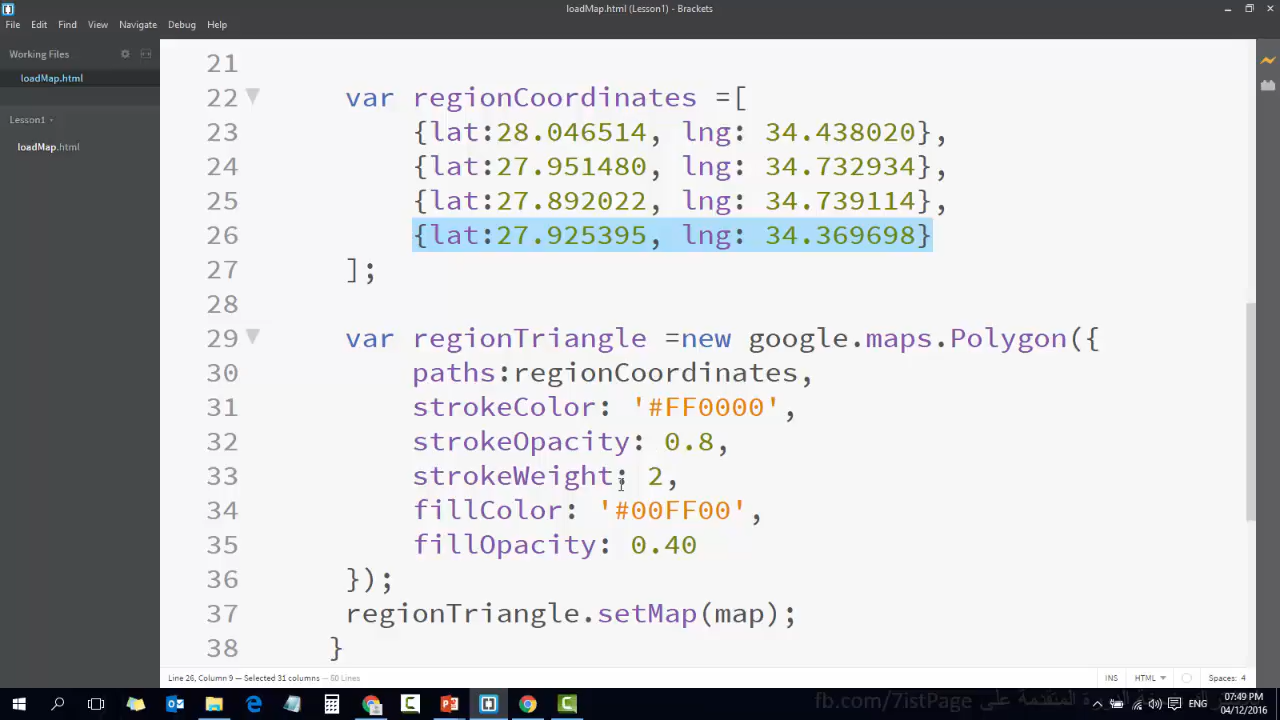 loadMap.html (Lesson1) - Brackets
File Edit Find View Navigate Debug Help
Working Files
loadMap.html
Lesson1
loadMap.html
21
22 var regionCoordinates =[
23 {lat:28.046514, lng: 34.438020},
24 {lat:27.951480, lng: 34.732934},
25 {lat:27.892022, lng: 34.739114},
26 {lat:27.925395, lng: 34.369698}
27 ];
28
29 var regionTriangle =new google.maps.Polygon({
30 paths:regionCoordinates,
31 strokeColor: '#FF0000',
32 strokeOpacity: 0.8,
33 strokeWeight: 2,
34 fillColor: '#00FF00',
35 fillOpacity: 0.40
36 });
37 regionTriangle.setMap(map);
38 }
Line 26, Column 9 — Selected 31 columns — 50 Lines
INS HTML Spaces: 4
fb.com/7istPage على
ENG
07:49 PM
04/12/2016